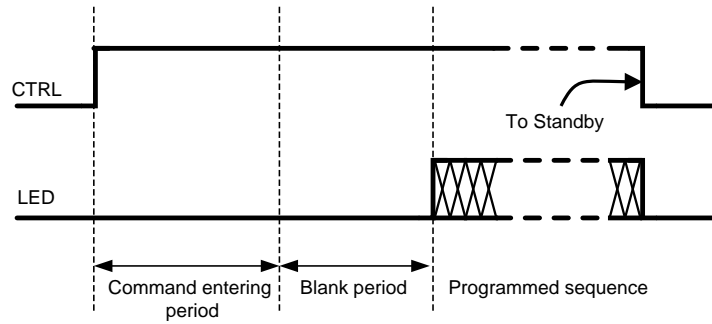 CTRL
To Standby
LED
Command entering
period
Blank period
Programmed sequence